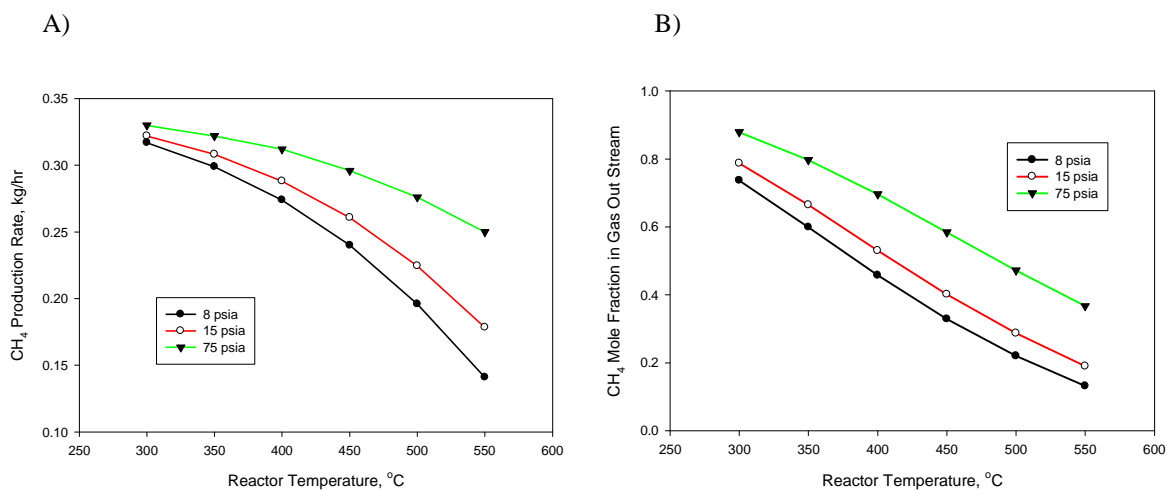 A)
B)
CH4 Production Rate, kg/hr
0.35
0.30
0.25
0.20
0.15
0.10
8 psia
15 psia
75 psia
250 300 350 400 450 500 550 600
Reactor Temperature, oC
CH4 Mole Fraction in Gas Out Stream
1.0
0.8
0.6
0.4
0.2
0.0
8 psia
15 psia
75 psia
250 300 350 400 450 500 550 600
Reactor Temperature, oC